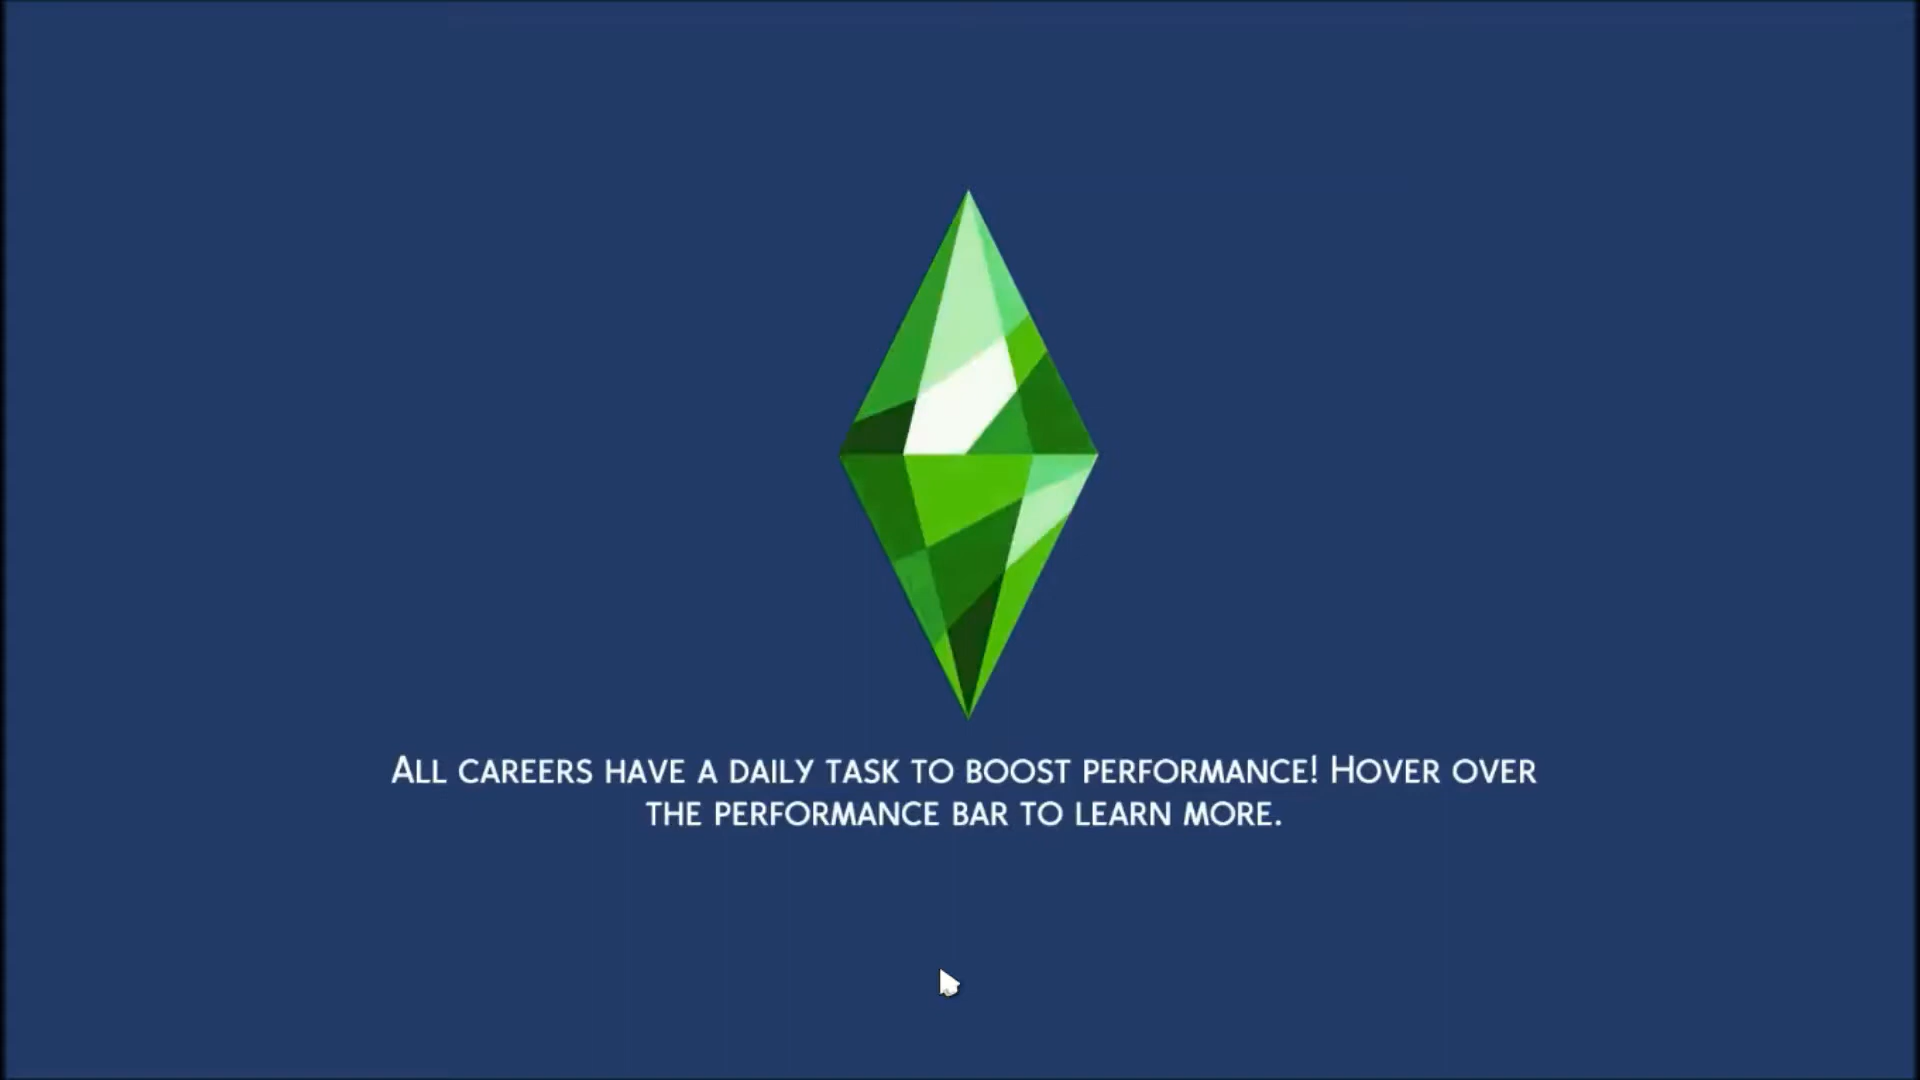 All careers have a daily task to boost performance! Hover over
the performance bar to learn more.